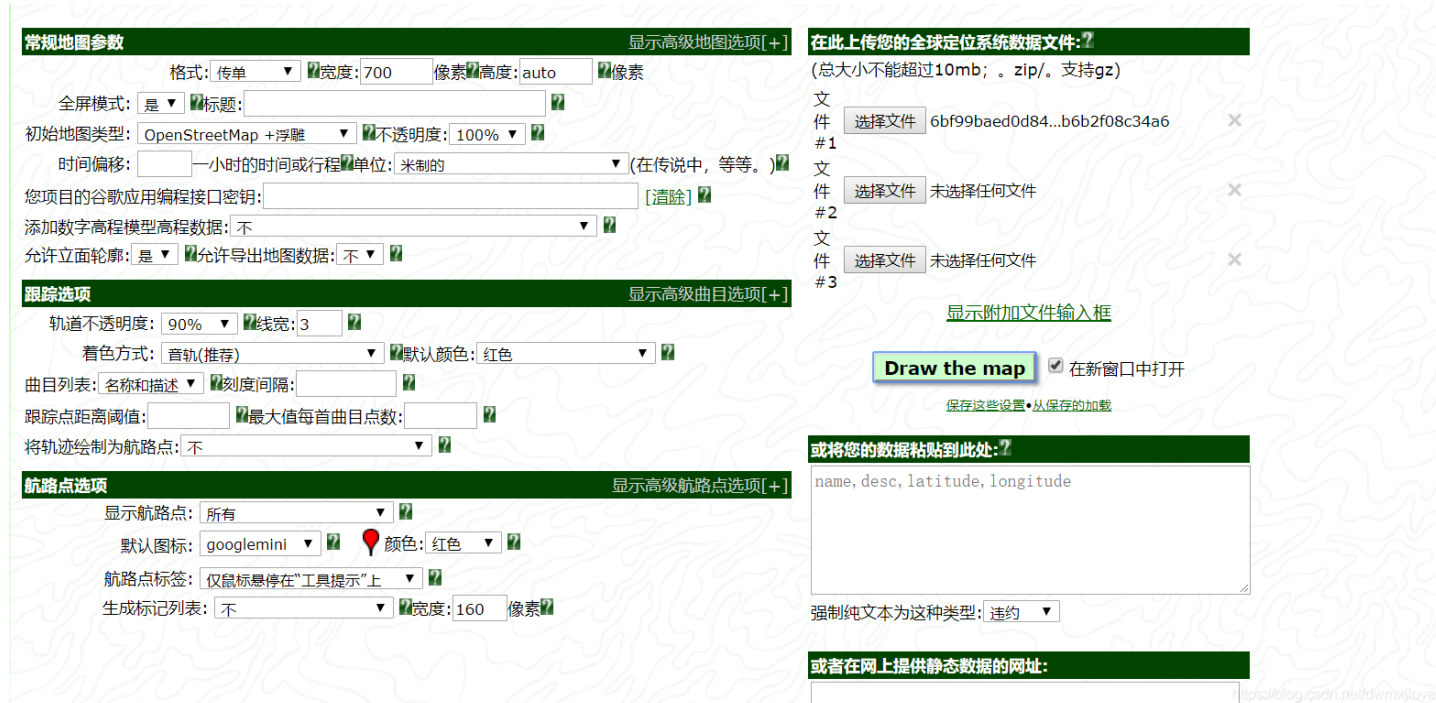 常规地图参数 显示高级地图选项[+]
格式: 传单 ▼ ?宽度: 700 像素?高度: auto ?像素
全屏模式: 是 ▼ ?标题: ?
初始地图类型: OpenStreetMap +浮雕 ▼ ?不透明度: 100% ▼ ?
时间偏移: 一小时的时间或行程?单位: 米制的 ▼ (在传说中，等等。)?
您项目的谷歌应用编程接口密钥: [清除] ?
添加数字高程模型高程数据: 不 ▼ ?
允许立面轮廓: 是 ▼ ?允许导出地图数据: 不 ▼ ?
跟踪选项 显示高级曲目选项[+]
轨道不透明度: 90% ▼ ?线宽: 3 ?
着色方式: 音轨(推荐) ▼ ?默认颜色: 红色 ▼ ?
曲目列表: 名称和描述 ▼ ?刻度间隔: ?
跟踪点距离阈值: ?最大值每首曲目点数: ?
将轨迹绘制为航路点: 不 ▼ ?
航路点选项 显示高级航路点选项[+]
显示航路点: 所有 ▼ ?
默认图标: googlemini ▼ ? 颜色: 红色 ▼ ?
航路点标签: 仅鼠标悬停在“工具提示”上 ▼ ?
生成标记列表: 不 ▼ ?宽度: 160 像素?
在此上传您的全球定位系统数据文件:?
(总大小不能超过10mb；。zip/。支持gz)
文件#1 选择文件 6bf99baed0d84...b6b2f08c34a6 ×
文件#2 选择文件 未选择任何文件 ×
文件#3 选择文件 未选择任何文件 ×
显示附加文件输入框
Draw the map 在新窗口中打开
保存这些设置•从保存的加载
或将您的数据粘贴到此处:?
name,desc,latitude,longitude
强制纯文本为这种类型: 违约 ▼
或者在网上提供静态数据的网址:
https://blog.csdn.net/dwmxjlove